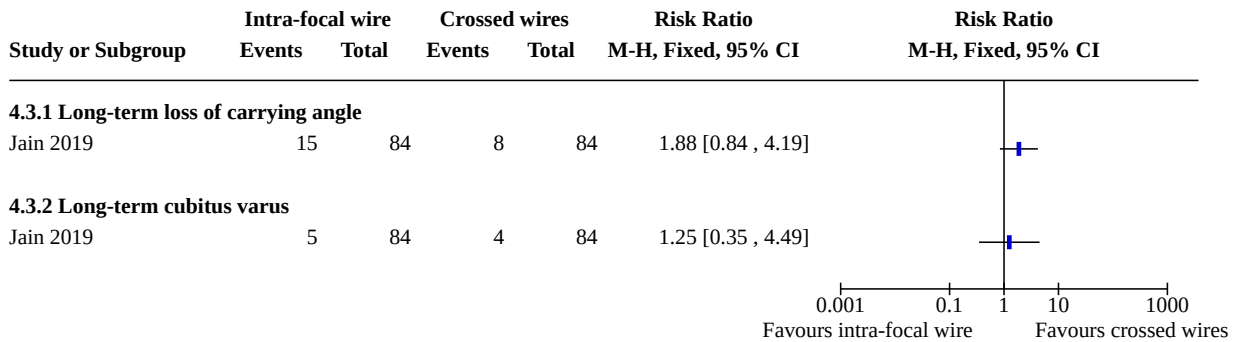 Intra-focal wire Crossed wires Risk Ratio Risk Ratio
Study or Subgroup Events Total Events Total M-H, Fixed, 95% CI M-H, Fixed, 95% CI
4.3.1 Long-term loss of carrying angle
Jain 2019 15 84 8 84 1.88 [0.84 , 4.19]
4.3.2 Long-term cubitus varus
Jain 2019 5 84 4 84 1.25 [0.35 , 4.49]
0.001 0.1 1 10 1000
Favours intra-focal wire Favours crossed wires